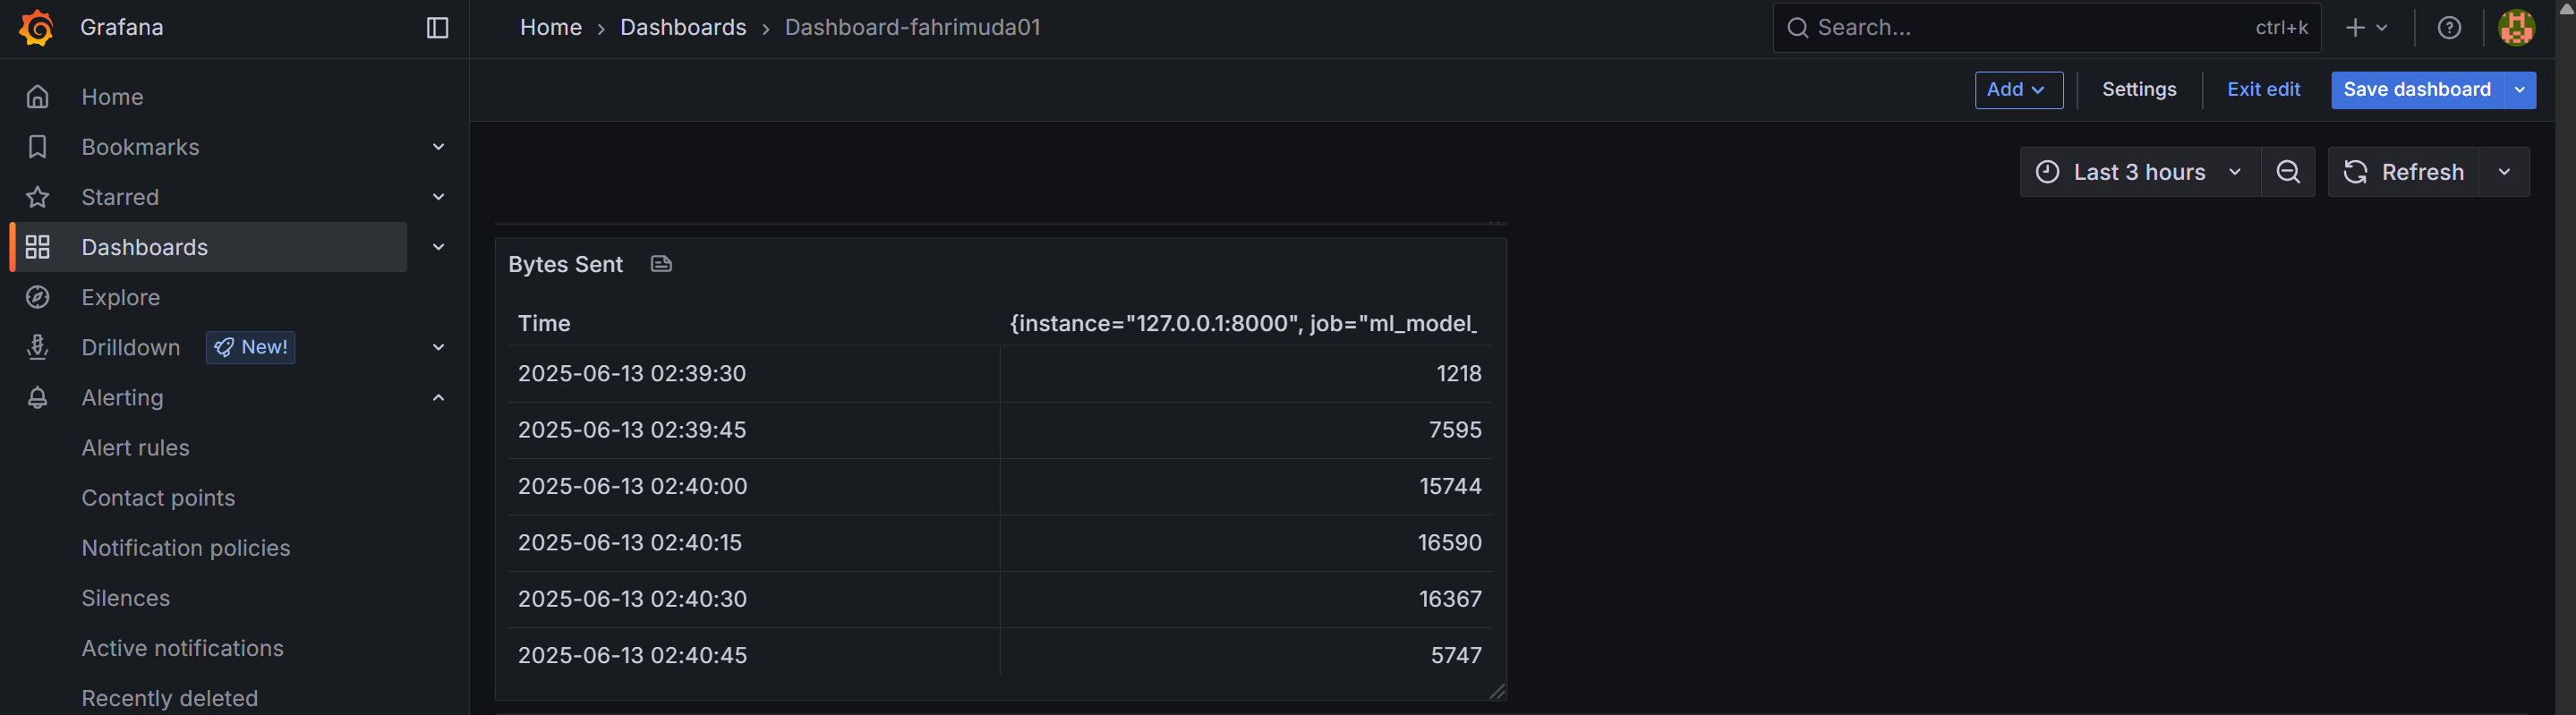 Grafana
Home › Dashboards › Dashboard-fahrimuda01
Search... ctrl+k
Add Settings Exit edit Save dashboard
Last 3 hours Refresh
Home
Bookmarks
Starred
Dashboards
Explore
Drilldown New!
Alerting
Alert rules
Contact points
Notification policies
Silences
Active notifications
Recently deleted
Bytes Sent
Time {instance="127.0.0.1:8000", job="ml_model_
2025-06-13 02:39:30 1218
2025-06-13 02:39:45 7595
2025-06-13 02:40:00 15744
2025-06-13 02:40:15 16590
2025-06-13 02:40:30 16367
2025-06-13 02:40:45 5747